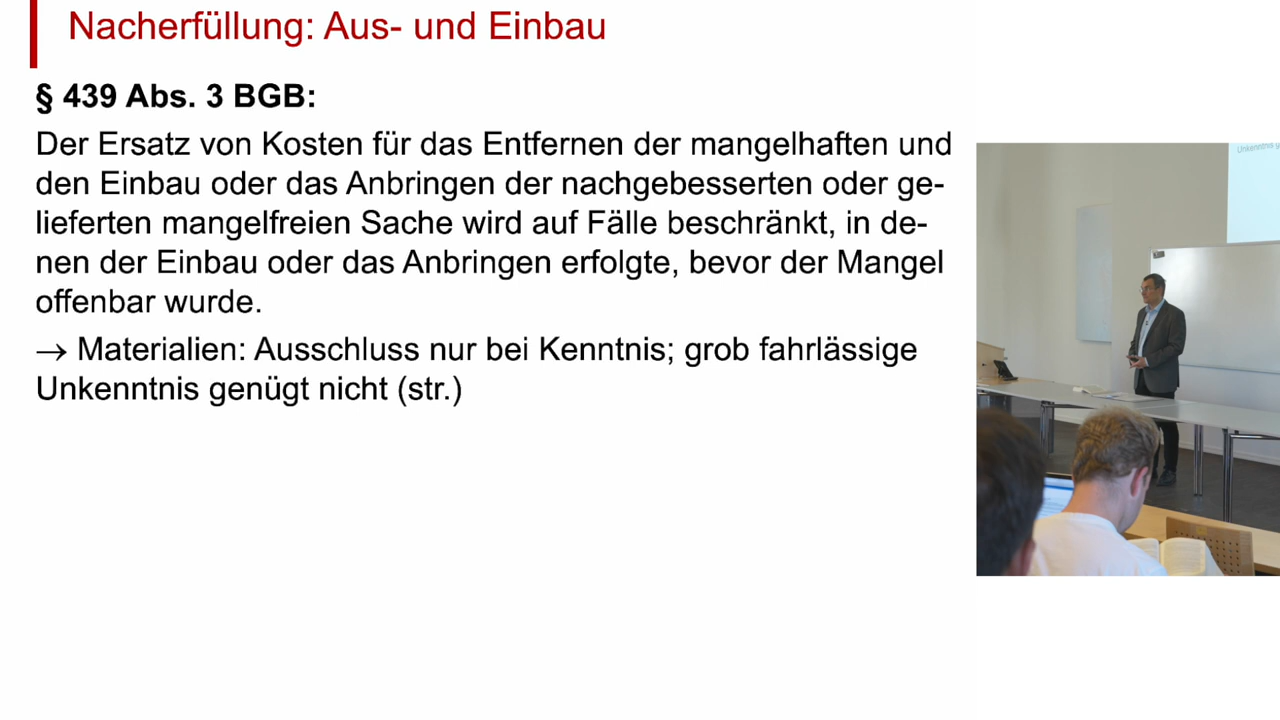 Nacherfüllung: Aus- und Einbau
§ 439 Abs. 3 BGB:
Der Ersatz von Kosten für das Entfernen der mangelhaften und
den Einbau oder das Anbringen der nachgebesserten oder ge-
lieferten mangelfreien Sache wird auf Fälle beschränkt, in de-
nen der Einbau oder das Anbringen erfolgte, bevor der Mangel
offenbar wurde.
→ Materialien: Ausschluss nur bei Kenntnis; grob fahrlässige
Unkenntnis genügt nicht (str.)
Unkenntnis g